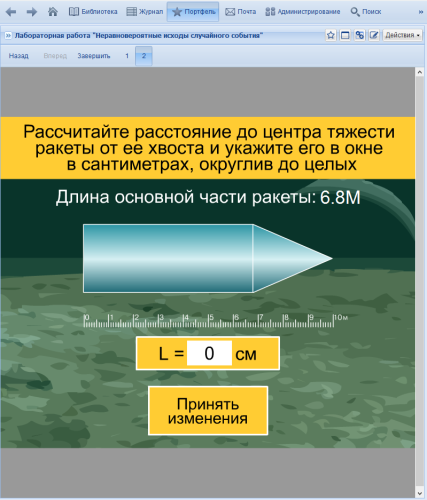 Библиотека Журнал Портфель Почта Администрирование Поиск »
Лабораторная работа "Неравновероятные исходы случайного события" Действия
Назад Вперед Завершить 1 2
Рассчитайте расстояние до центра тяжести
ракеты от ее хвоста и укажите его в окне
в сантиметрах, округлив до целых
Длина основной части ракеты: 6.8М
0 1 2 3 4 5 6 7 8 9 10 м
L = 0 см
Принять
изменения